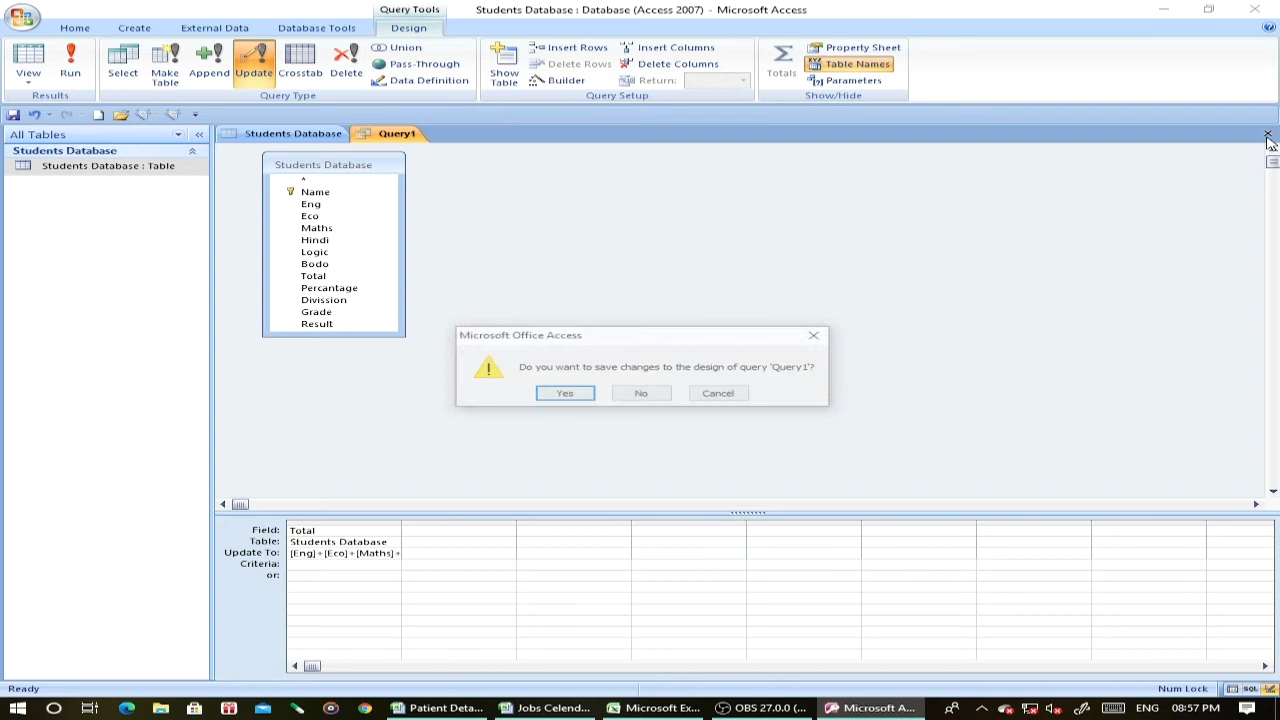 Query Tools
Students Database : Database (Access 2007) - Microsoft Access
Home
Create
External Data
Database Tools
Design
View
Run
Results
Select
Make
Table
Append
Update
Crosstab
Delete
Union
Pass-Through
Data Definition
Query Type
Show
Table
Insert Rows
Delete Rows
Builder
Insert Columns
Delete Columns
Return:
Query Setup
Totals
Property Sheet
Table Names
Parameters
Show/Hide
All Tables
Students Database
Students Database : Table
Students Database
Query1
Students Database
*
Name
Eng
Eco
Maths
Hindi
Logic
Bodo
Total
Percantage
Divission
Grade
Result
Microsoft Office Access
Do you want to save changes to the design of query 'Query1'?
Yes
No
Cancel
Field: Total
Table: Students Database
Update To: [Eng]+[Eco]+[Maths]+
Criteria:
or:
Ready
Num Lock
SQL
Patient Deta...
Jobs Celend...
Microsoft Ex...
OBS 27.0.0 (...
Microsoft A...
ENG
08:57 PM